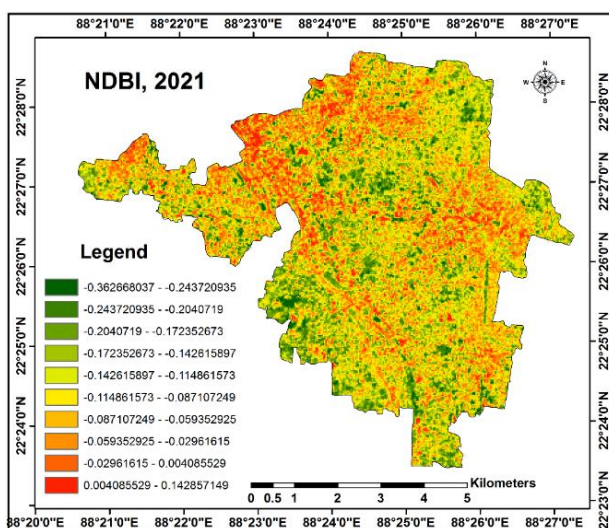 88°21'0"E 88°22'0"E 88°23'0"E 88°24'0"E 88°25'0"E 88°26'0"E 88°27'0"E
NDBI, 2021
N
W E
S
22°28'0"N 22°28'0"N
22°27'0"N 22°27'0"N
22°26'0"N 22°26'0"N
22°25'0"N 22°25'0"N
22°24'0"N 22°24'0"N
22°23'0"N
Legend
-0.362668037 - -0.243720935
-0.243720935 - -0.2040719
-0.2040719 - -0.172352673
-0.172352673 - -0.142615897
-0.142615897 - -0.114861573
-0.114861573 - -0.087107249
-0.087107249 - -0.059352925
-0.059352925 - -0.02961615
-0.02961615 - 0.004085529
0.004085529 - 0.142857149
Kilometers
0 0.5 1 2 3 4 5
88°20'0"E 88°21'0"E 88°22'0"E 88°23'0"E 88°24'0"E 88°25'0"E 88°26'0"E 88°27'0"E